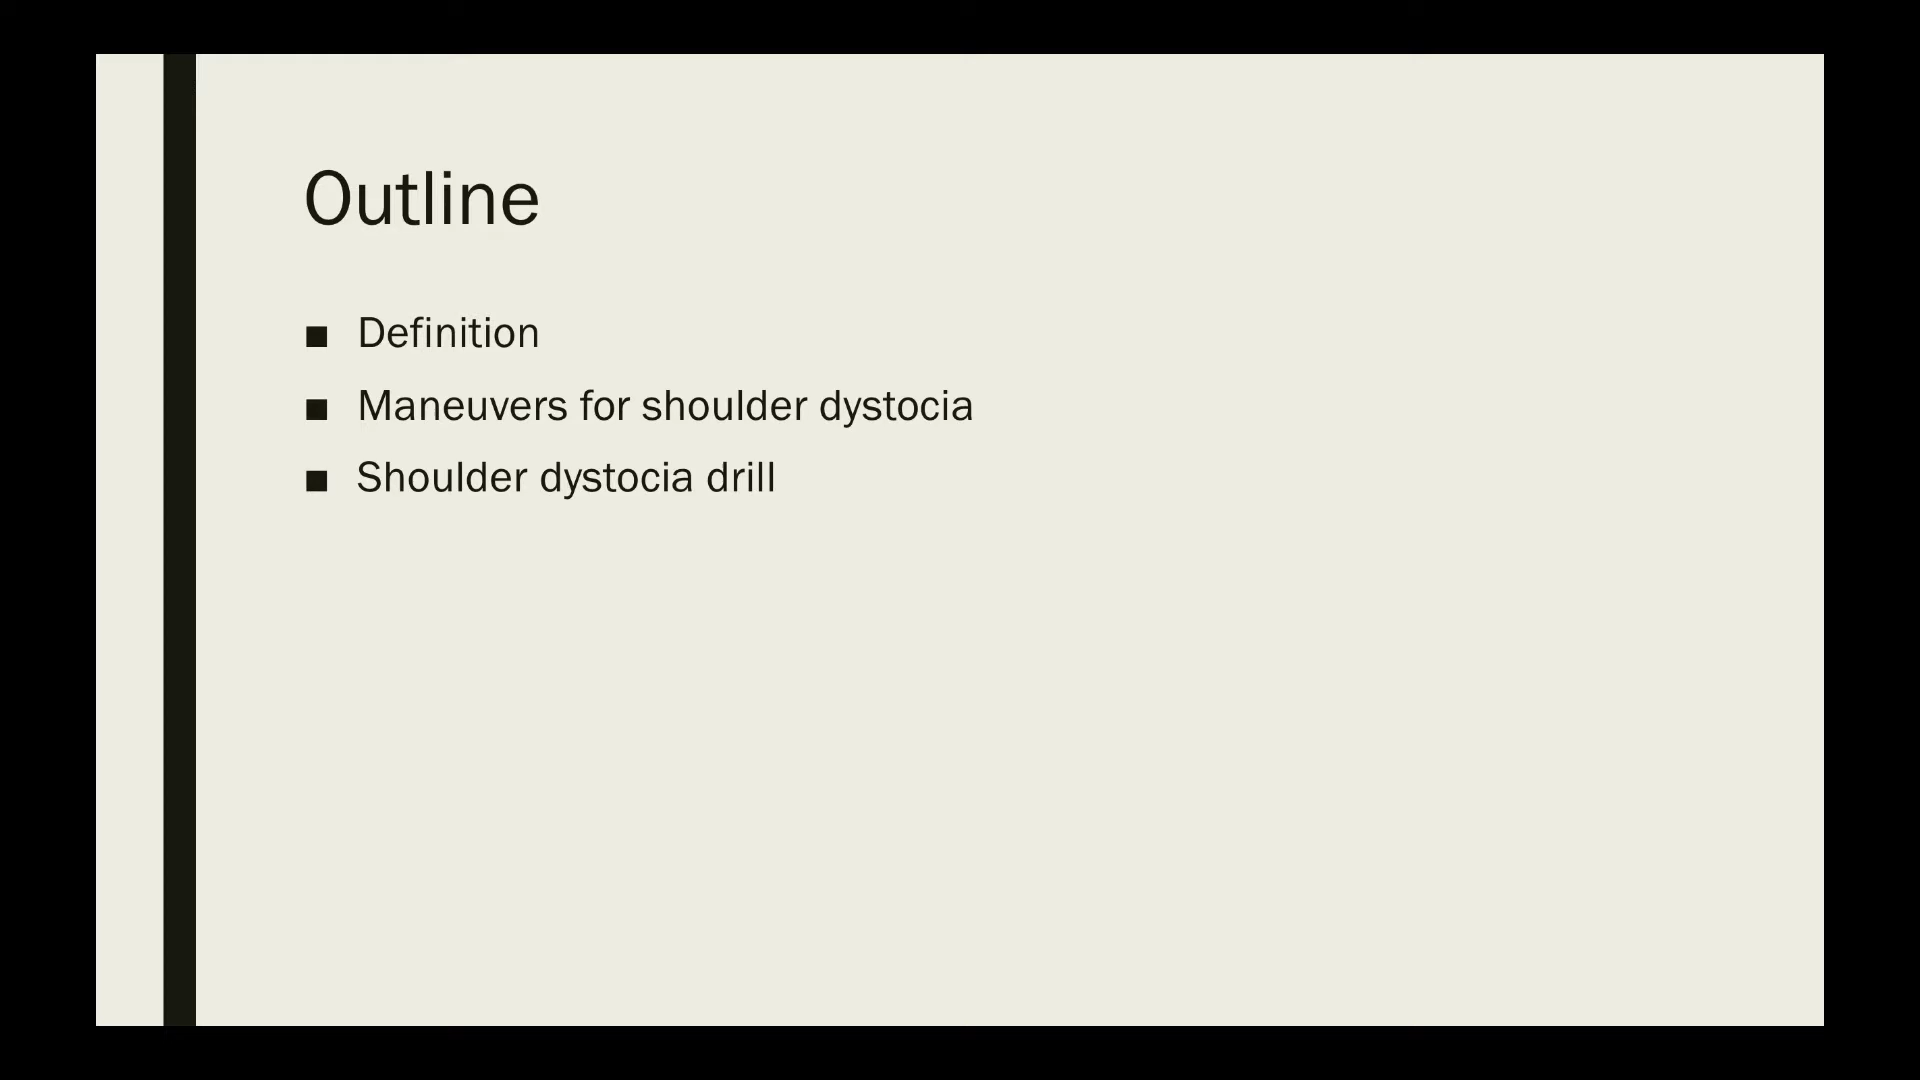 Outline
■ Definition
■ Maneuvers for shoulder dystocia
■ Shoulder dystocia drill